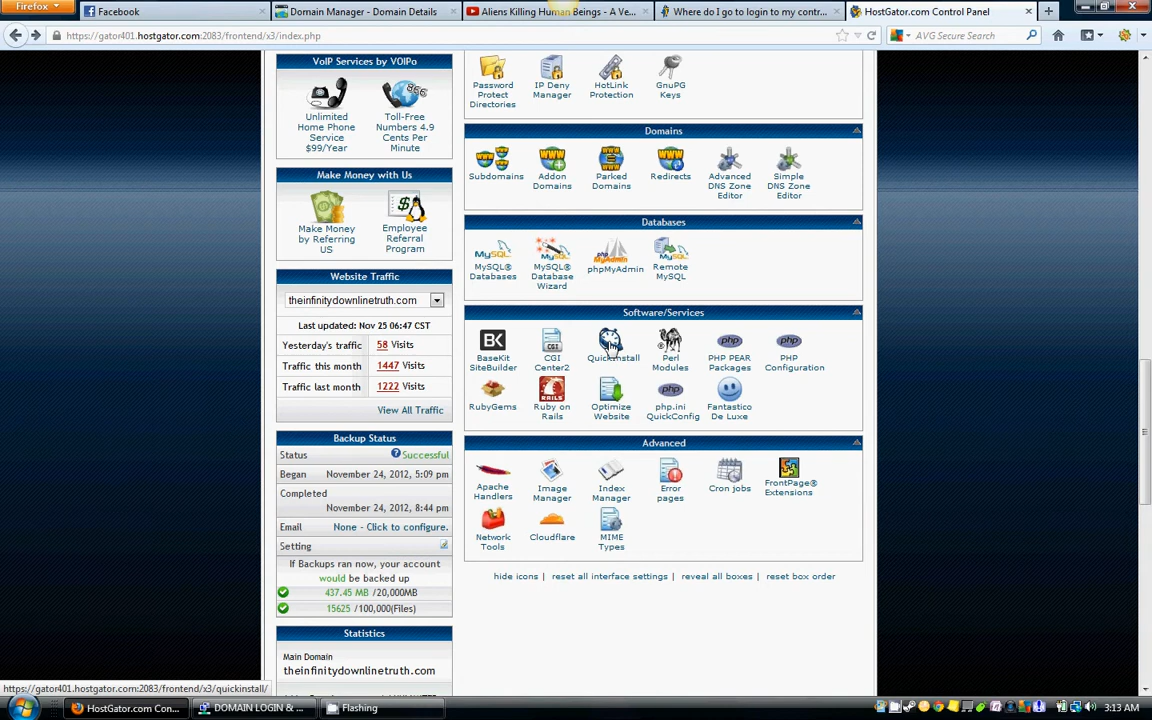 Firefox
Facebook
Domain Manager - Domain Details
Aliens Killing Human Beings - A Ve...
Where do I go to login to my contr...
HostGator.com Control Panel
https://gator401.hostgator.com:2083/frontend/x3/index.php
AVG Secure Search
VoIP Services by VOIPo
Unlimited
Home Phone
Service
$99/Year
Toll-Free
Numbers 4.9
Cents Per
Minute
Make Money with Us
Make Money
by Referring
US
Employee
Referral
Program
Website Traffic
theinfinitydownlinetruth.com
Last updated: Nov 25 06:47 CST
Yesterday's traffic 58 Visits
Traffic this month 1447 Visits
Traffic last month 1222 Visits
View All Traffic
Backup Status
Status Successful
Began November 24, 2012, 5:09 pm
Completed
November 24, 2012, 8:44 pm
Email None - Click to configure.
Setting
If Backups ran now, your account
would be backed up
437.45 MB /20,000MB
15625 /100,000(Files)
Statistics
Main Domain
theinfinitydownlinetruth.com
Password
Protect
Directories
IP Deny
Manager
HotLink
Protection
GnuPG
Keys
Domains
Subdomains
Addon
Domains
Parked
Domains
Redirects
Advanced
DNS Zone
Editor
Simple
DNS Zone
Editor
Databases
MySQL®
Databases
MySQL®
Database
Wizard
phpMyAdmin
Remote
MySQL
Software/Services
BaseKit
SiteBuilder
CGI
Center2
QuickInstall
Perl
Modules
PHP PEAR
Packages
PHP
Configuration
RubyGems
Ruby on
Rails
Optimize
Website
php.ini
QuickConfig
Fantastico
De Luxe
Advanced
Apache
Handlers
Image
Manager
Index
Manager
Error
pages
Cron jobs
FrontPage®
Extensions
Network
Tools
Cloudflare
MIME
Types
hide icons | reset all interface settings | reveal all boxes | reset box order
https://gator401.hostgator.com:2083/frontend/x3/quickinstall/
HostGator.com Con...
DOMAIN LOGIN & ...
Flashing
3:13 AM